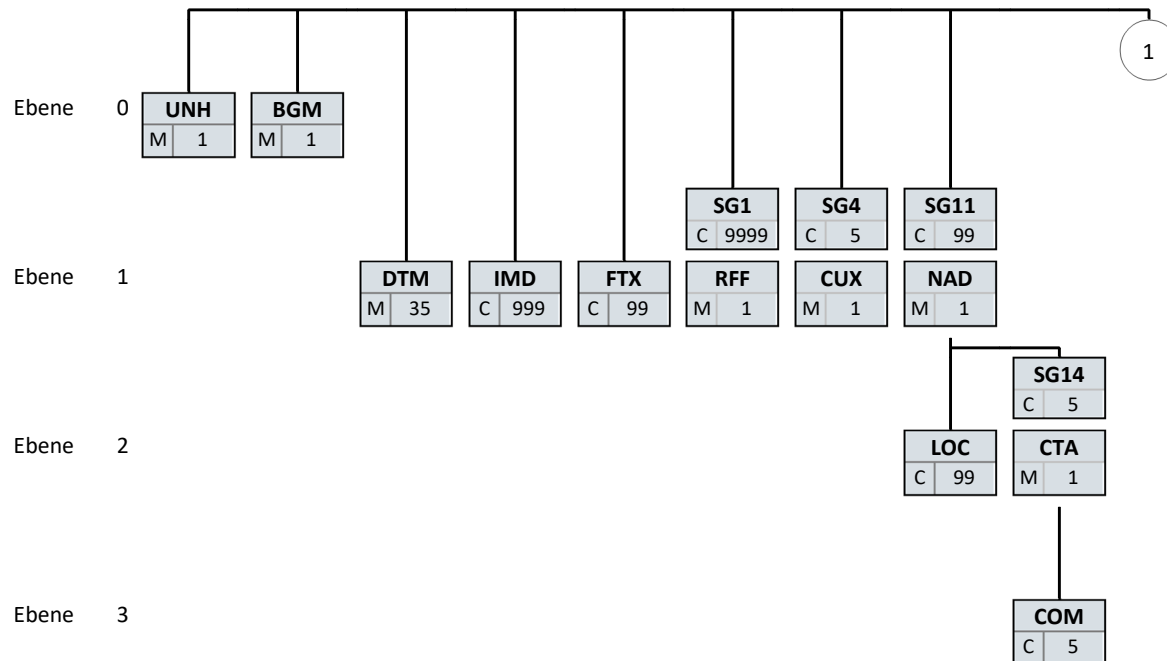 1
Ebene 0 UNH BGM
M 1 M 1
SG1 SG4 SG11
C 9999 C 5 C 99
Ebene 1 DTM IMD FTX RFF CUX NAD
M 35 C 999 C 99 M 1 M 1 M 1
SG14
C 5
Ebene 2 LOC CTA
C 99 M 1
Ebene 3 COM
C 5